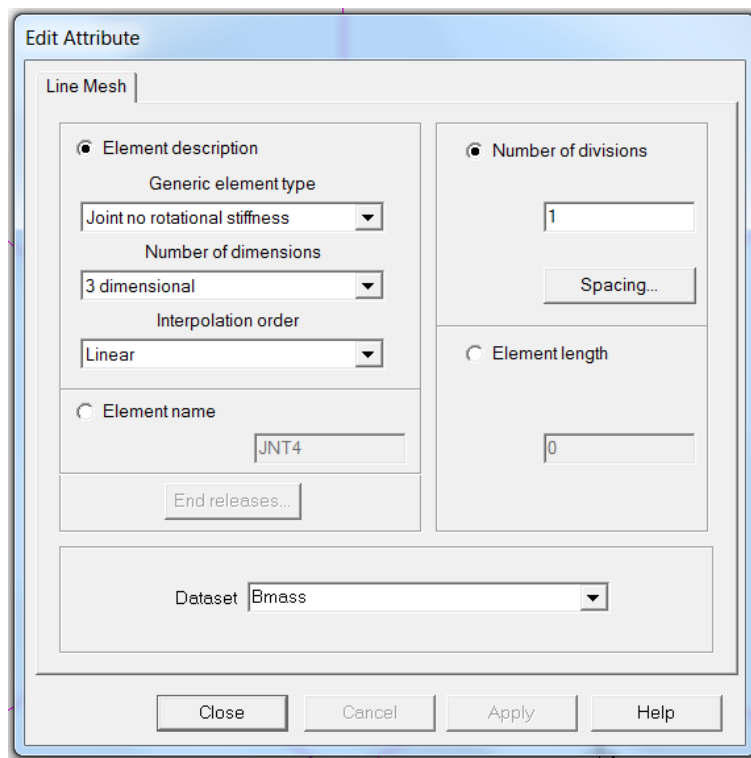 Edit Attribute
Line Mesh
Element description
Generic element type
Joint no rotational stiffness
Number of dimensions
3 dimensional
Interpolation order
Linear
Element name
JNT4
End releases...
Number of divisions
1
Spacing...
Element length
0
Dataset Bmass
Close Cancel Apply Help